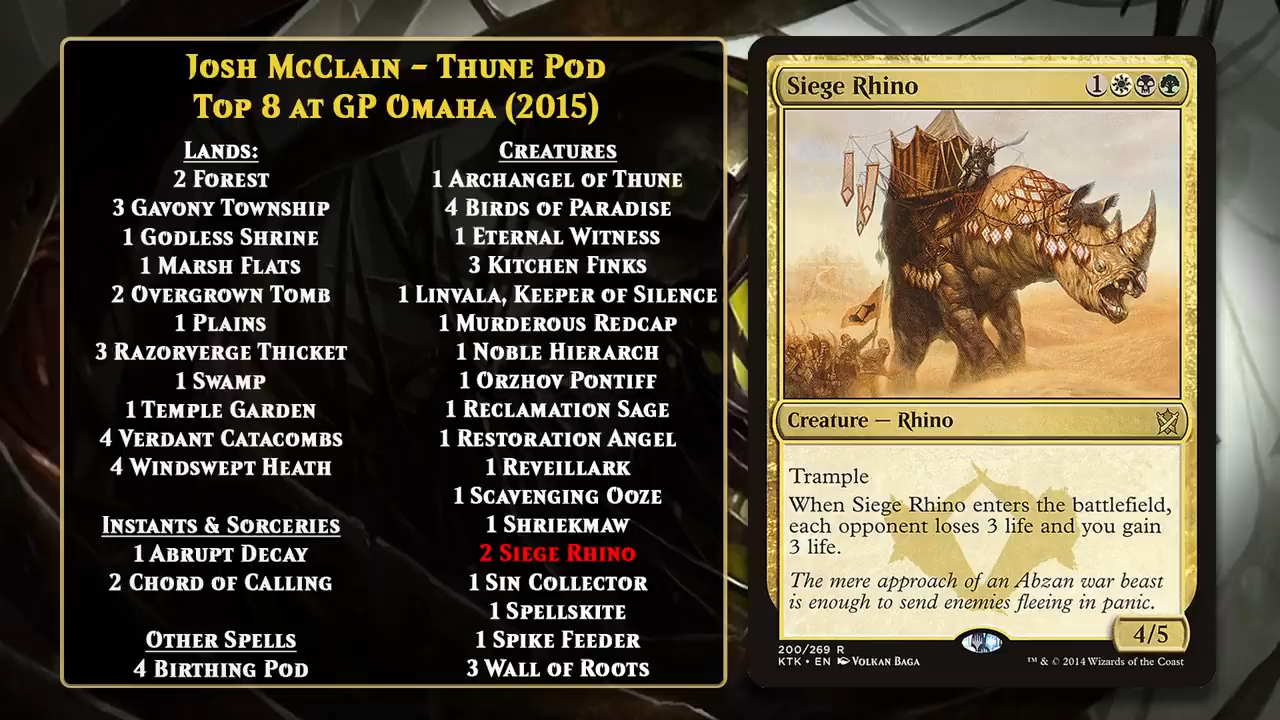 Josh McClain – Thune Pod
Top 8 at GP Omaha (2015)
Lands:
2 Forest
3 Gavony Township
1 Godless Shrine
1 Marsh Flats
2 Overgrown Tomb
1 Plains
3 Razorverge Thicket
1 Swamp
1 Temple Garden
4 Verdant Catacombs
4 Windswept Heath
Instants & Sorceries
1 Abrupt Decay
2 Chord of Calling
Other Spells
4 Birthing Pod
Creatures
1 Archangel of Thune
4 Birds of Paradise
1 Eternal Witness
3 Kitchen Finks
1 Linvala, Keeper of Silence
1 Murderous Redcap
1 Noble Hierarch
1 Orzhov Pontiff
1 Reclamation Sage
1 Restoration Angel
1 Reveillark
1 Scavenging Ooze
1 Shriekmaw
2 Siege Rhino
1 Sin Collector
1 Spellskite
1 Spike Feeder
3 Wall of Roots
Siege Rhino 1
Creature — Rhino
Trample
When Siege Rhino enters the battlefield,
each opponent loses 3 life and you gain
3 life.
The mere approach of an Abzan war beast
is enough to send enemies fleeing in panic.
4/5
200/269 R
KTK • EN Volkan Baga
™ & © 2014 Wizards of the Coast